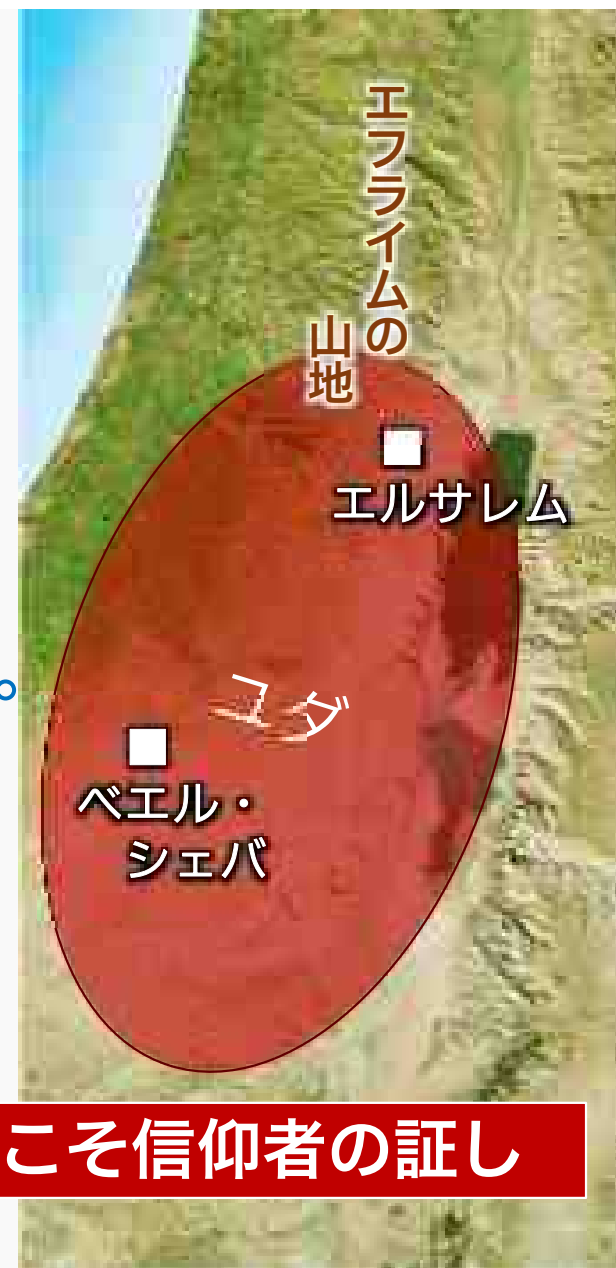 エフライムの
山地
エルサレム
ユダ
ベエル・
シェバ
。
こそ信仰者の証し